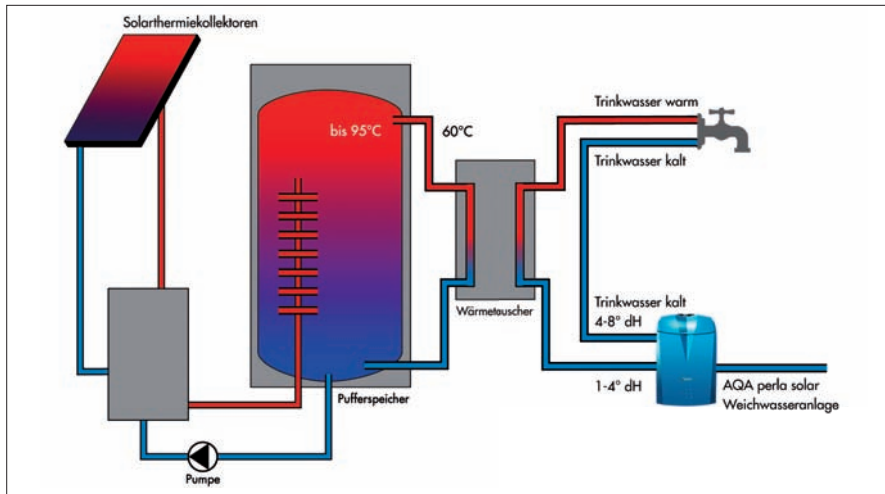 Solarthermiekollektoren
bis 95°C
60°C
Trinkwasser warm
Trinkwasser kalt
Wärmetauscher
Trinkwasser kalt
4-8° dH
1-4° dH
AQA perla solar
Weichwasseranlage
Pufferspeicher
Pumpe